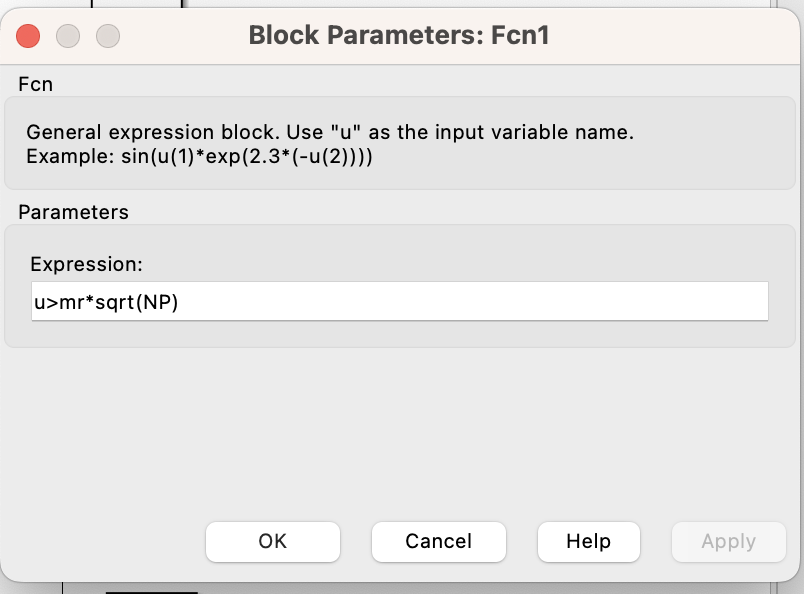 Block Parameters: Fcn1
Fcn
General expression block. Use "u" as the input variable name.
Example: sin(u(1)*exp(2.3*(-u(2))))
Parameters
Expression:
u>mr*sqrt(NP)
OK
Cancel
Help
Apply